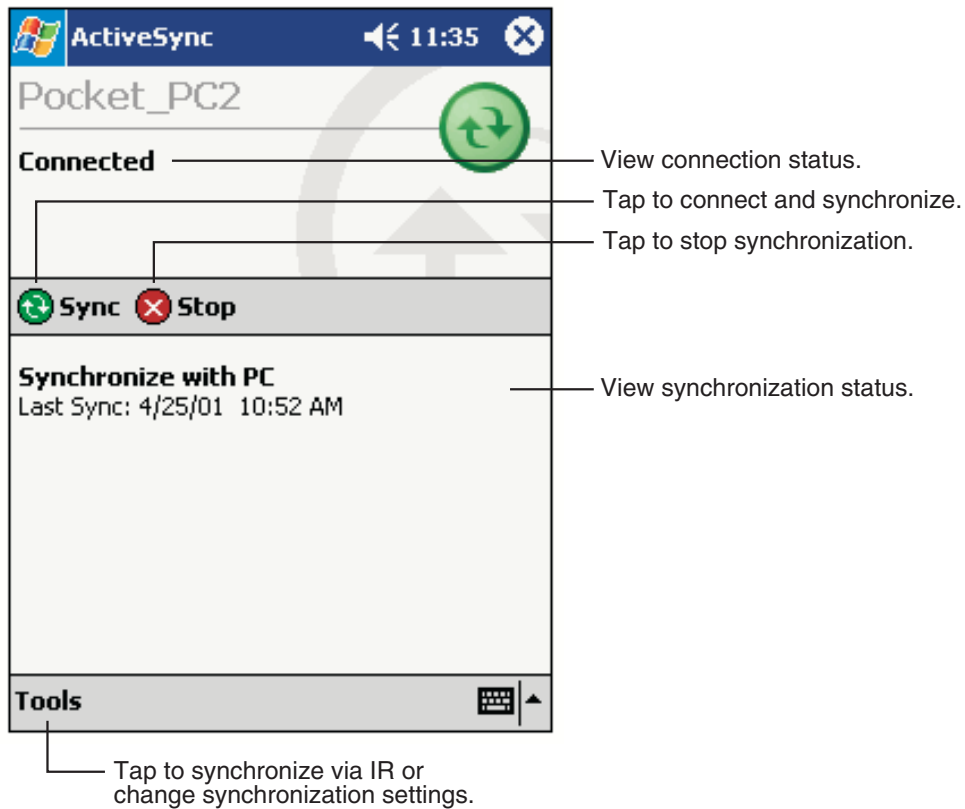 ActiveSync 11:35
Pocket_PC2
Connected
View connection status.
Tap to connect and synchronize.
Tap to stop synchronization.
Sync Stop
Synchronize with PC
Last Sync: 4/25/01 10:52 AM
View synchronization status.
Tools
Tap to synchronize via IR or
change synchronization settings.